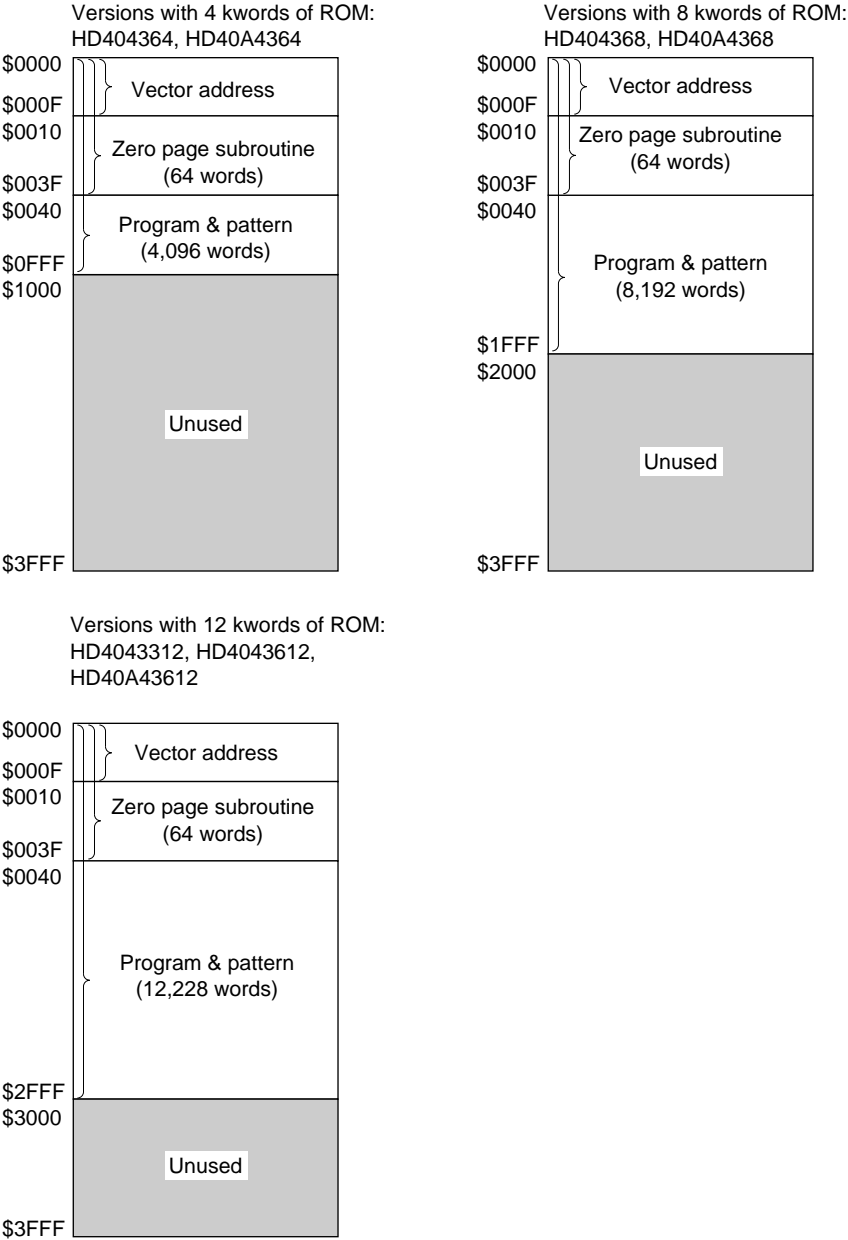 Versions with 4 kwords of ROM:
HD404364, HD40A4364
$0000
Vector address
$000F
$0010
Zero page subroutine
(64 words)
$003F
$0040
Program & pattern
(4,096 words)
$0FFF
$1000
Unused
$3FFF
Versions with 8 kwords of ROM:
HD404368, HD40A4368
$0000
Vector address
$000F
$0010
Zero page subroutine
(64 words)
$003F
$0040
Program & pattern
(8,192 words)
$1FFF
$2000
Unused
$3FFF
Versions with 12 kwords of ROM:
HD4043312, HD4043612,
HD40A43612
$0000
Vector address
$000F
$0010
Zero page subroutine
(64 words)
$003F
$0040
Program & pattern
(12,228 words)
$2FFF
$3000
Unused
$3FFF